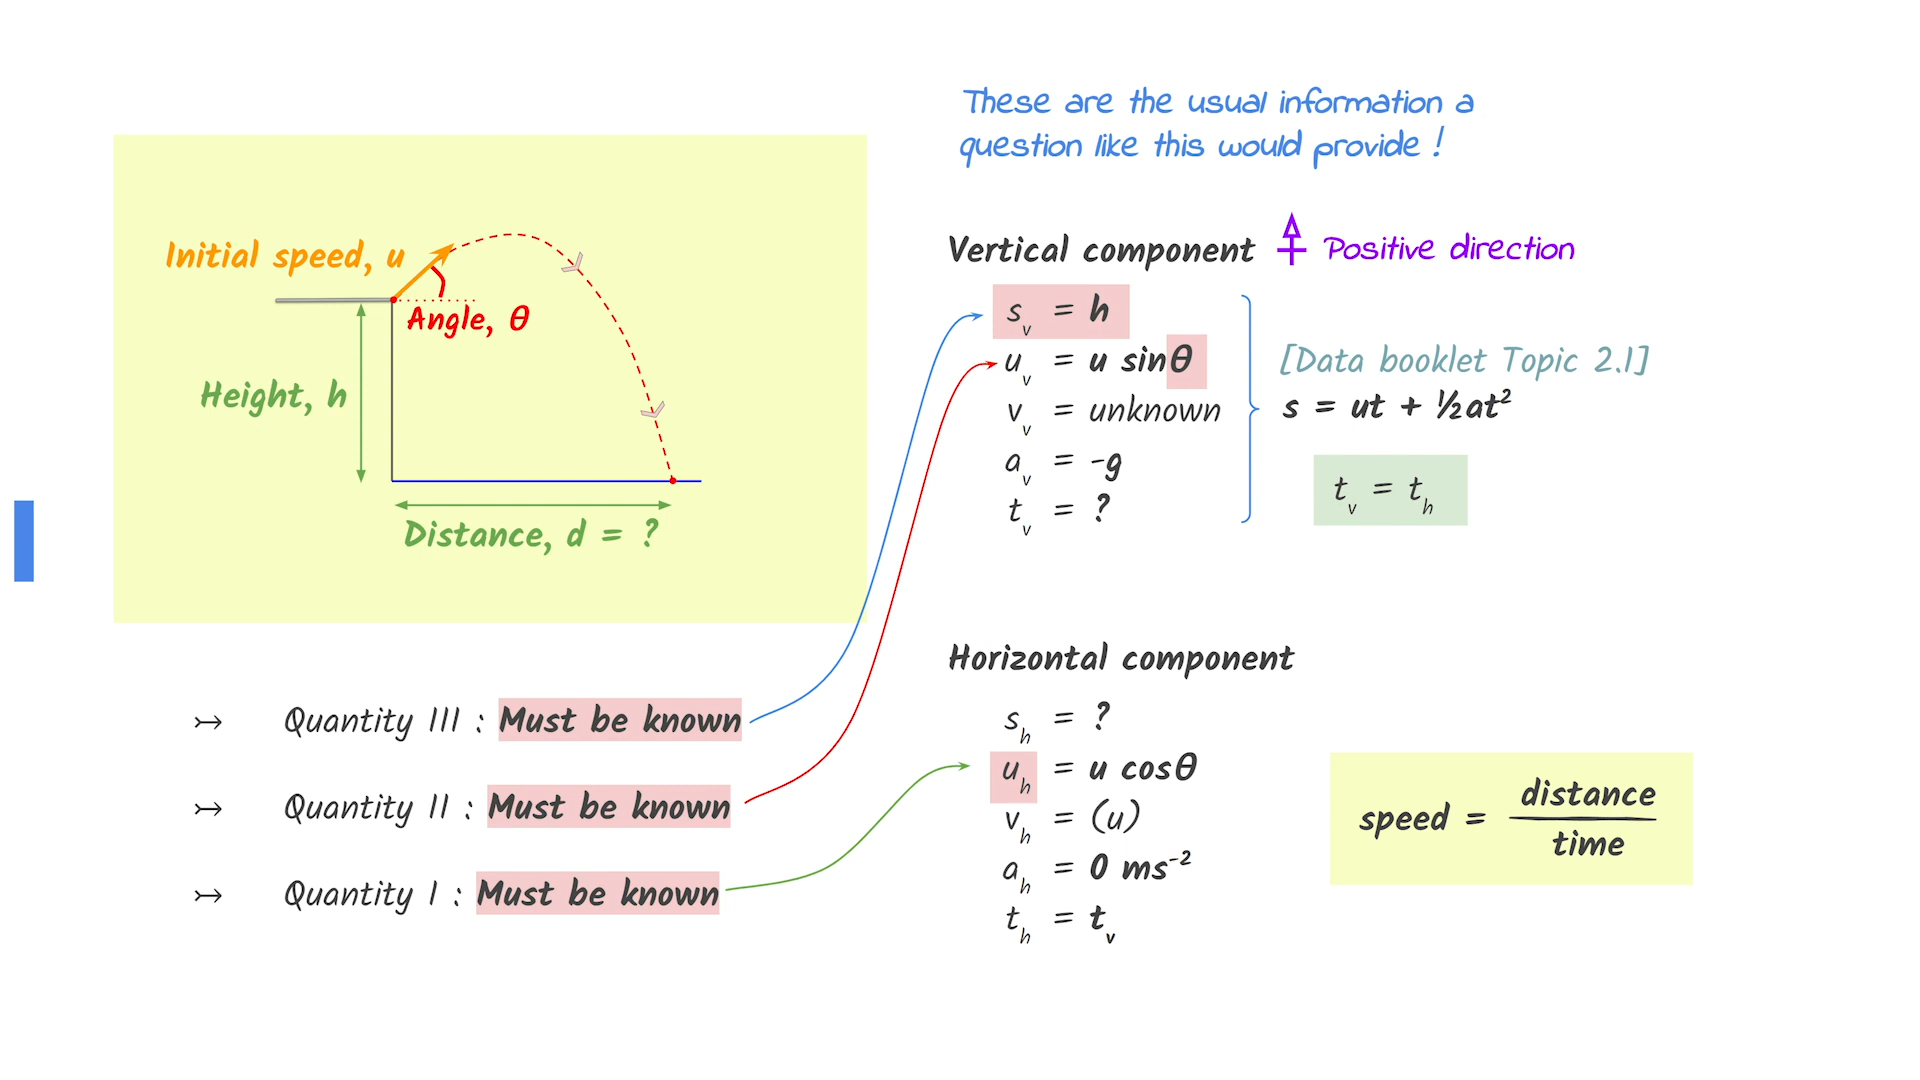 These are the usual information a
question like this would provide !
Initial speed, u
Angle, θ
Height, h
Distance, d = ?
Vertical component
Positive direction
s_v = h
u_v = u sinθ
v_v = unknown
a_v = -g
t_v = ?
[Data booklet Topic 2.1]
s = ut + ½at²
t_v = t_h
↣ Quantity III : Must be known
↣ Quantity II : Must be known
↣ Quantity I : Must be known
Horizontal component
s_h = ?
u_h = u cosθ
v_h = (u)
a_h = 0 ms⁻²
t_h = t_v
speed = distance
time